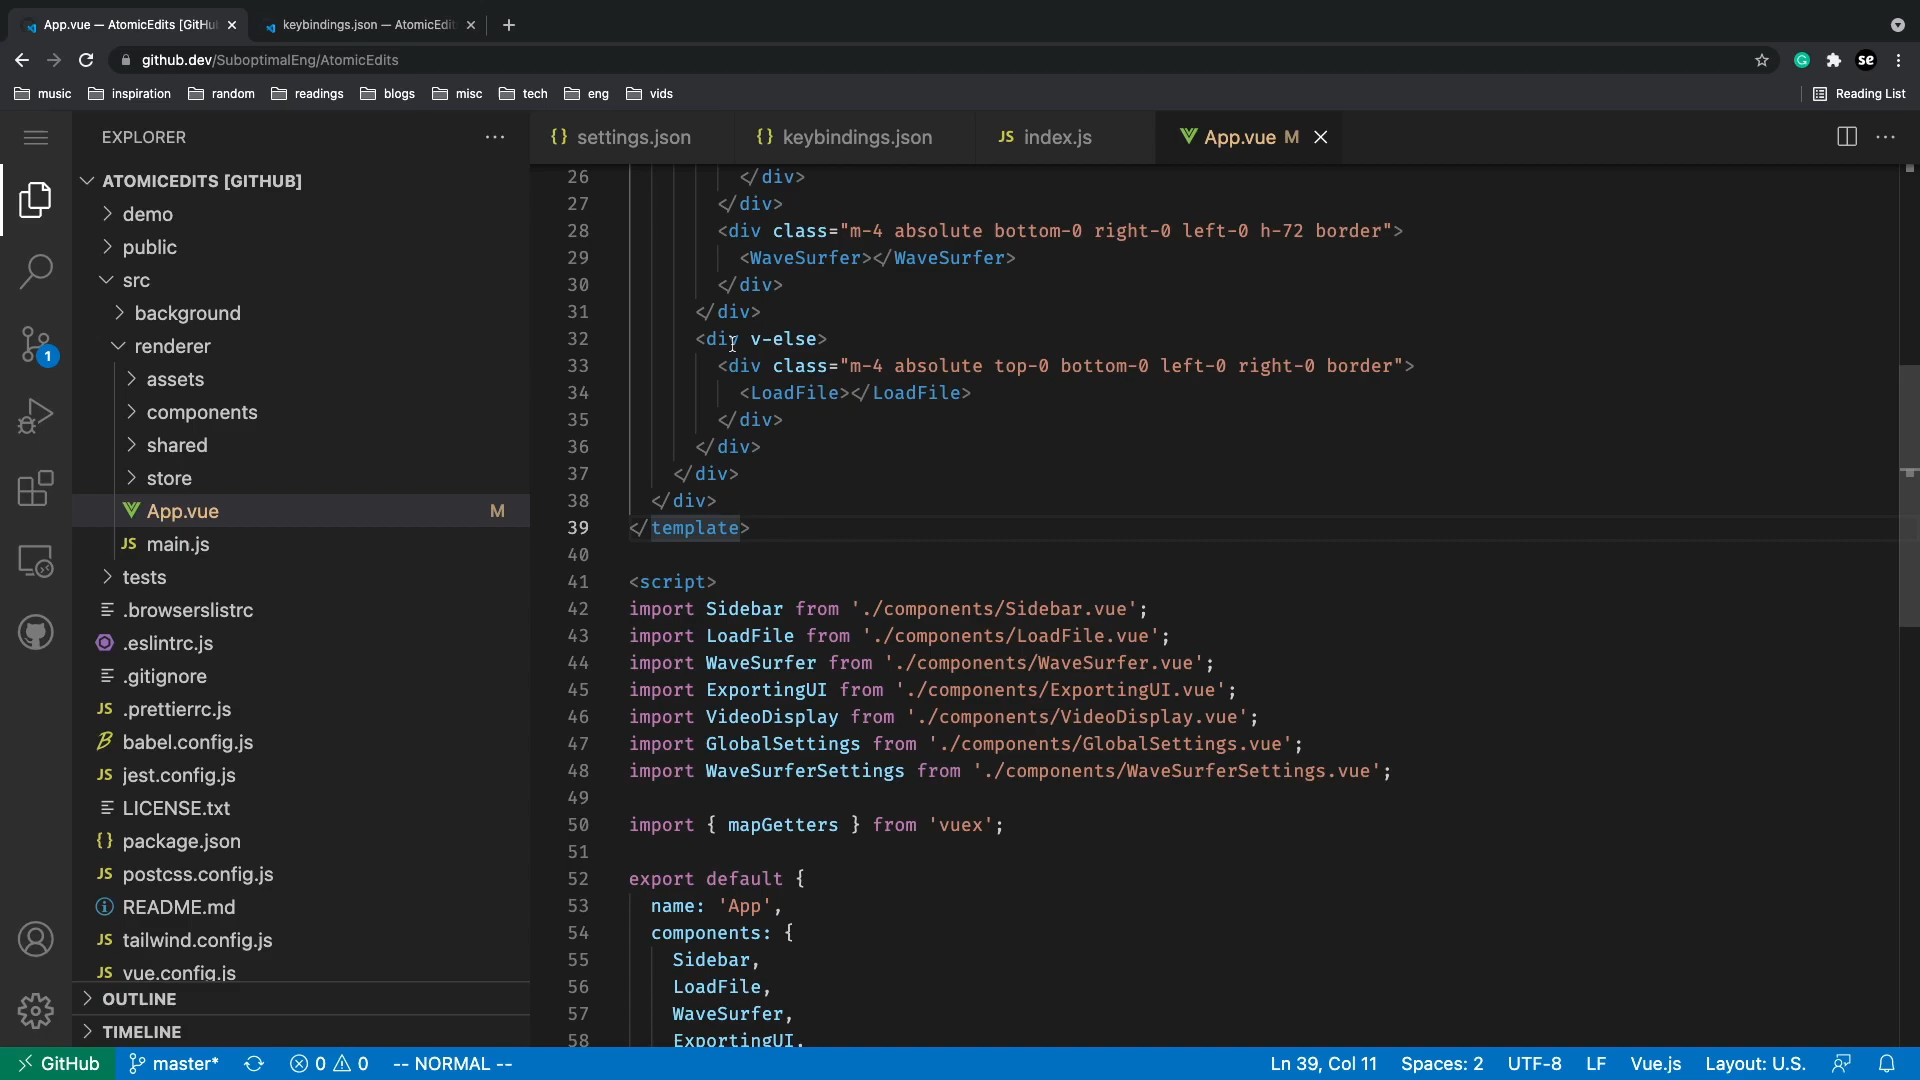 App.vue — AtomicEdits [GitHu
keybindings.json — AtomicEdit
github.dev/SuboptimalEng/AtomicEdits
se
music
inspiration
random
readings
blogs
misc
tech
eng
vids
Reading List
EXPLORER
settings.json
keybindings.json
JS index.js
App.vue M
ATOMICEDITS [GITHUB]
demo
public
src
background
renderer
assets
components
shared
store
App.vue M
JS main.js
tests
.browserslistrc
.eslintrc.js
.gitignore
JS .prettierrc.js
babel.config.js
JS jest.config.js
LICENSE.txt
{} package.json
JS postcss.config.js
README.md
JS tailwind.config.js
JS vue.config.js
OUTLINE
TIMELINE
1
26 </div>
27 </div>
28 <div class="m-4 absolute bottom-0 right-0 left-0 h-72 border">
29 <WaveSurfer></WaveSurfer>
30 </div>
31 </div>
32 <div v-else>
33 <div class="m-4 absolute top-0 bottom-0 left-0 right-0 border">
34 <LoadFile></LoadFile>
35 </div>
36 </div>
37 </div>
38 </div>
39 </template>
40
41 <script>
42 import Sidebar from './components/Sidebar.vue';
43 import LoadFile from './components/LoadFile.vue';
44 import WaveSurfer from './components/WaveSurfer.vue';
45 import ExportingUI from './components/ExportingUI.vue';
46 import VideoDisplay from './components/VideoDisplay.vue';
47 import GlobalSettings from './components/GlobalSettings.vue';
48 import WaveSurferSettings from './components/WaveSurferSettings.vue';
49
50 import { mapGetters } from 'vuex';
51
52 export default {
53 name: 'App',
54 components: {
55 Sidebar,
56 LoadFile,
57 WaveSurfer,
58 ExportingUI,
GitHub
master*
0
0
-- NORMAL --
Ln 39, Col 11
Spaces: 2
UTF-8
LF
Vue.js
Layout: U.S.